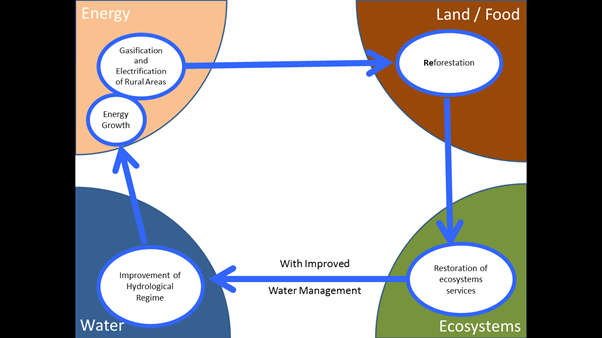 Energy
Land / Food
Gasification
and
Electrification
of Rural Areas
Reforestation
Energy
Growth
With Improved
Water Management
Improvement of
Hydrological
Regime
Restoration of
ecosystems
services
Water
Ecosystems